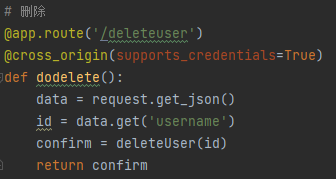 # 删除
@app.route('/deleteuser')
@cross_origin(supports_credentials=True)
def dodelete():
    data = request.get_json()
    id = data.get('username')
    confirm = deleteUser(id)
    return confirm